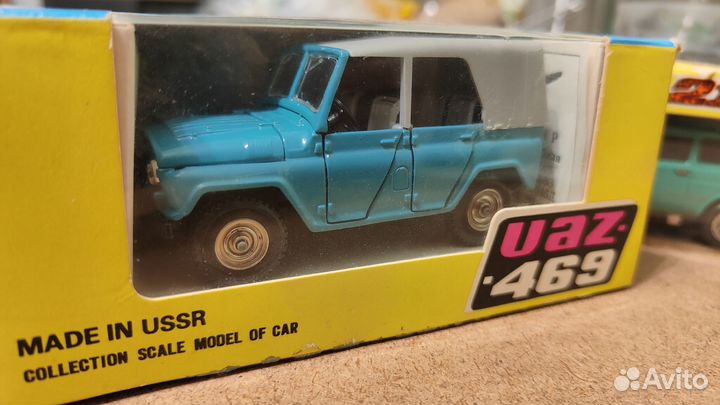 uaz.
·469
MADE IN USSR
COLLECTION SCALE MODEL OF CAR
Avito